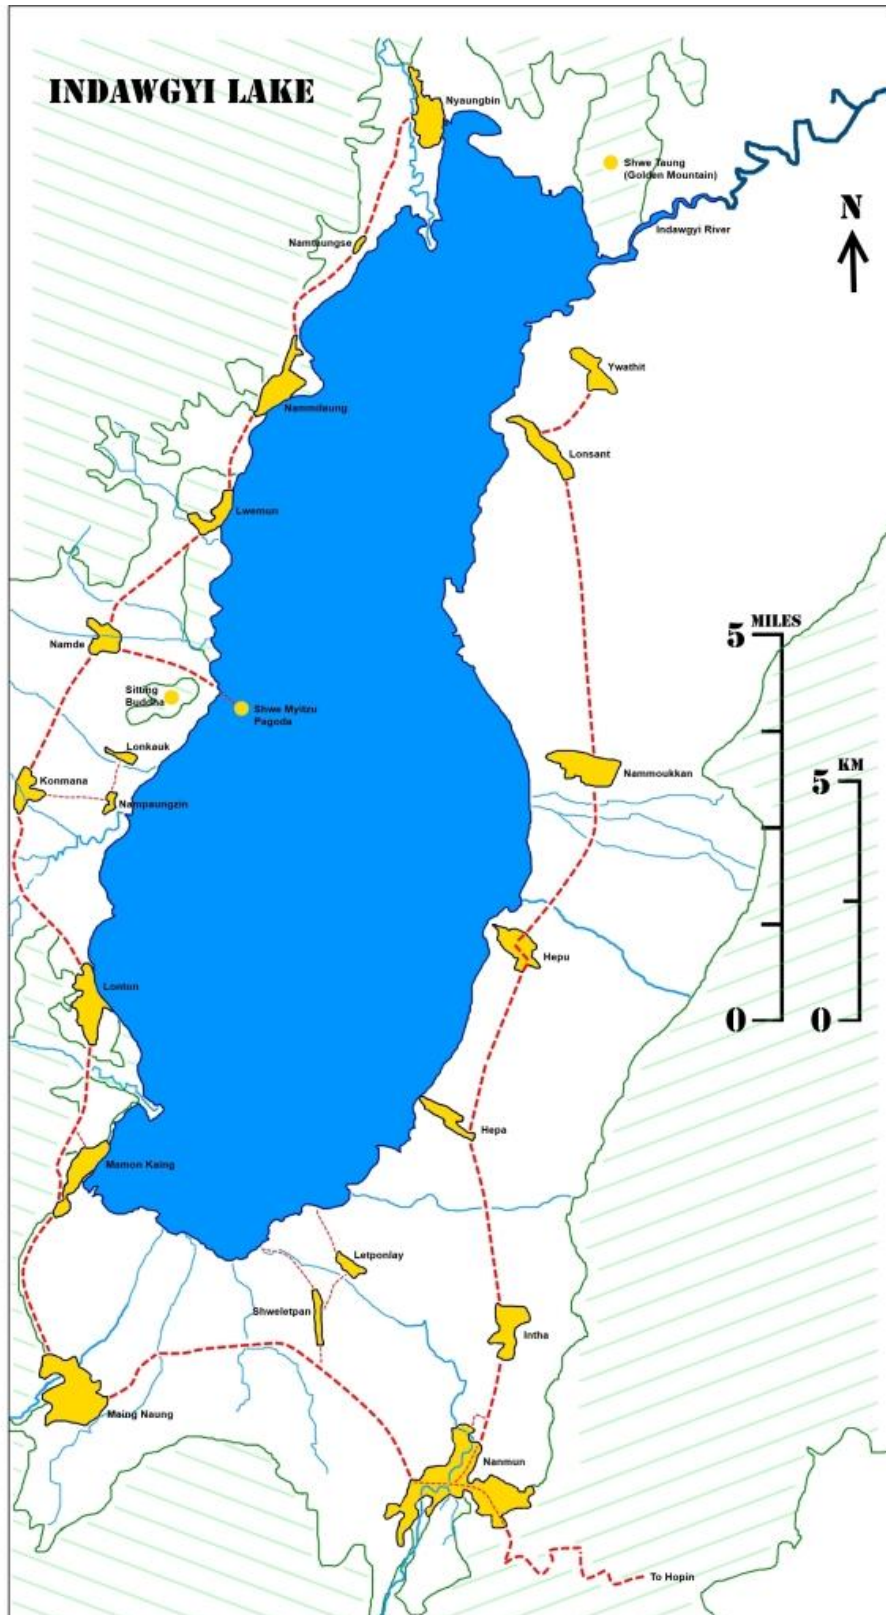 INDAWGYI LAKE
Nyaungbin
Shwe Taung
(Golden Mountain)
N
Indawgyi River
Namtaungse
Ywathit
Nammilaung
Lonsant
Lwemun
5 MILES
Namde
Sitting
Buddha
Shwe Myitzu
Pagoda
Lonkauk
5 KM
Konmana
Nammoukkan
Nampaungzin
Hepu
Lonton
0
0
Hepa
Mamon Kaing
Letponlay
Shweletpan
Intha
Maing Naung
Nanmun
To Hopin